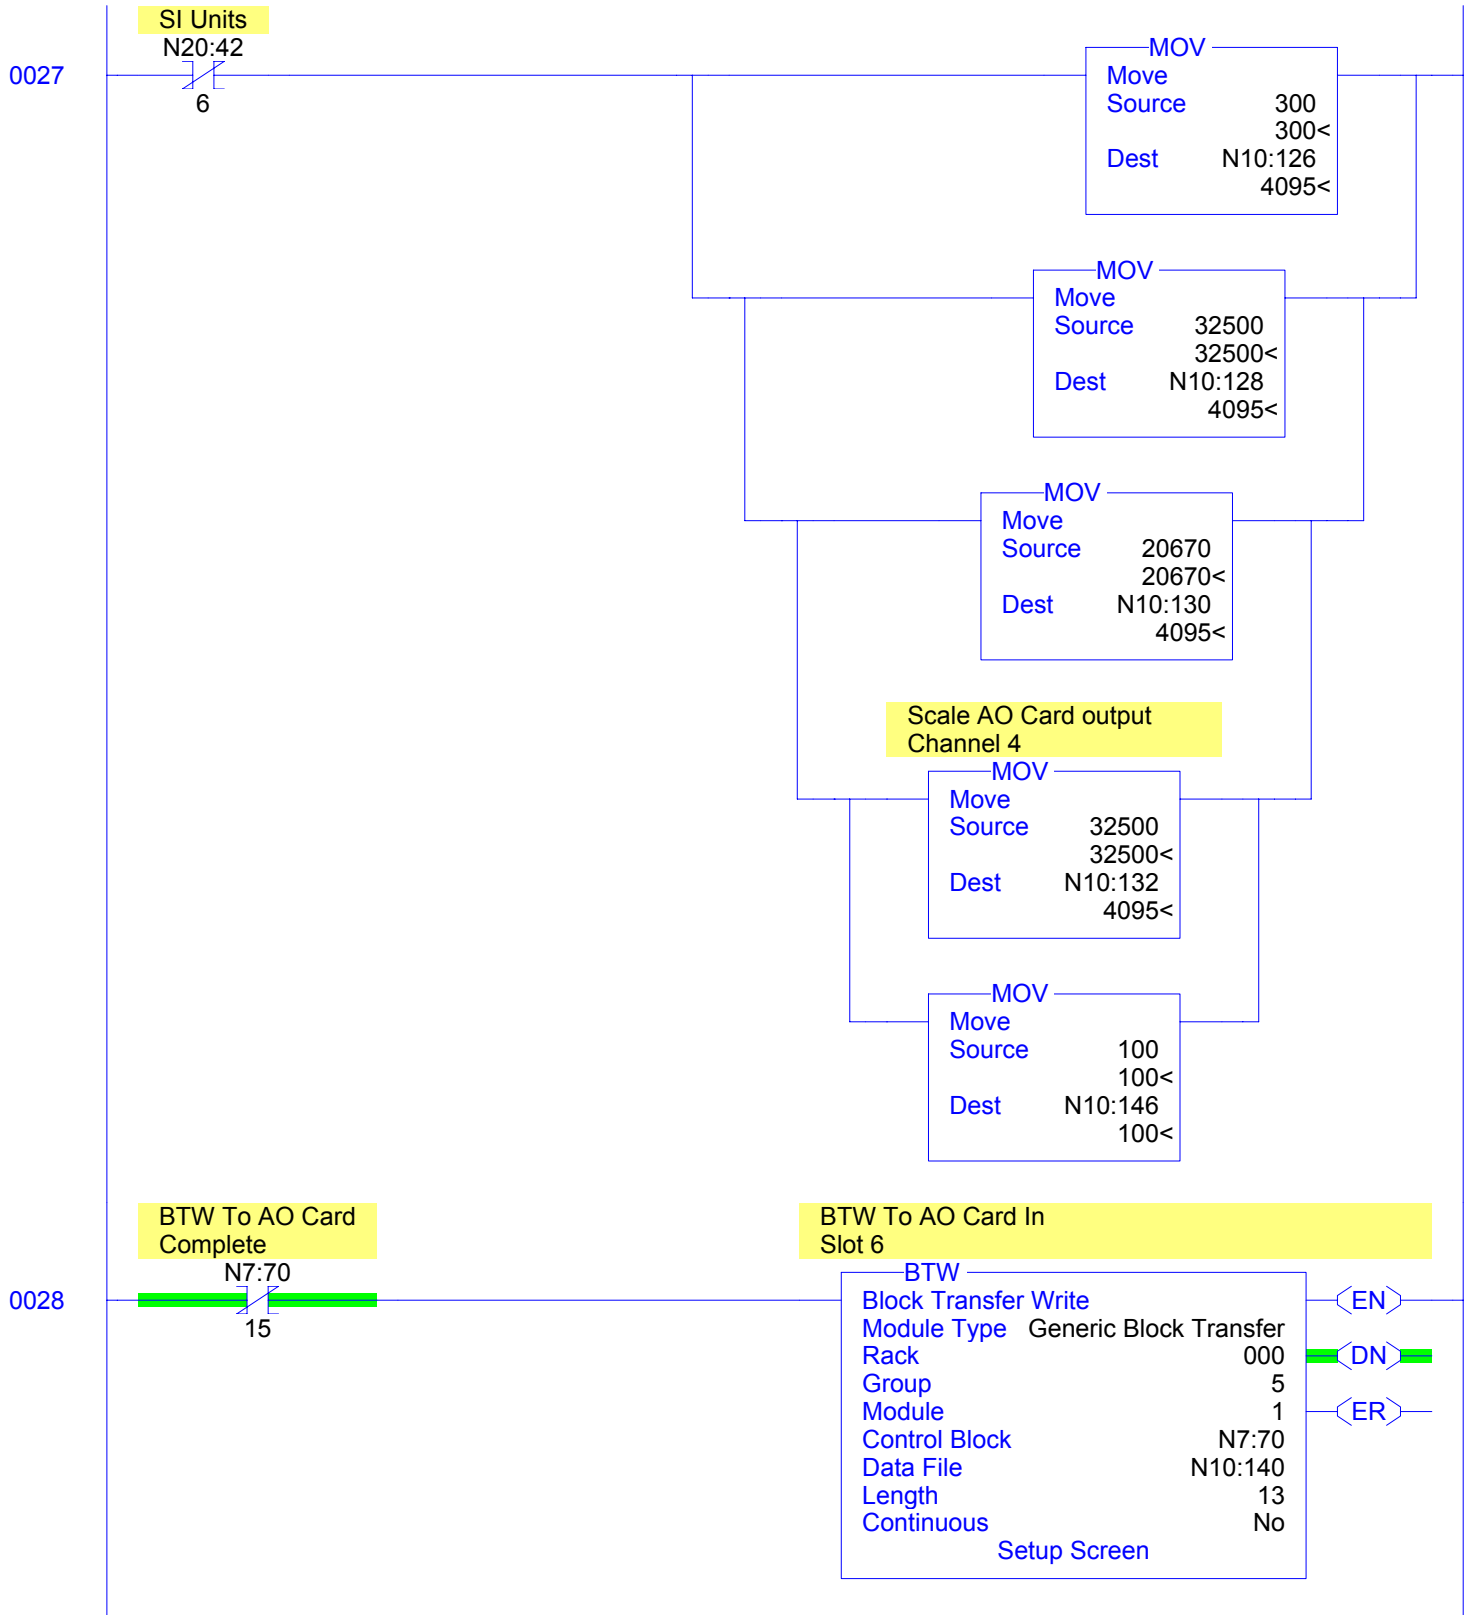 SI Units
N20:42
0027
6
MOV
Move
Source 300
300<
Dest N10:126
4095<
MOV
Move
Source 32500
32500<
Dest N10:128
4095<
MOV
Move
Source 20670
20670<
Dest N10:130
4095<
Scale AO Card output
Channel 4
MOV
Move
Source 32500
32500<
Dest N10:132
4095<
MOV
Move
Source 100
100<
Dest N10:146
100<
BTW To AO Card
Complete
N7:70
0028
15
BTW To AO Card In
Slot 6
BTW
Block Transfer Write
Module Type Generic Block Transfer
Rack 000
Group 5
Module 1
Control Block N7:70
Data File N10:140
Length 13
Continuous No
Setup Screen
EN
DN
ER